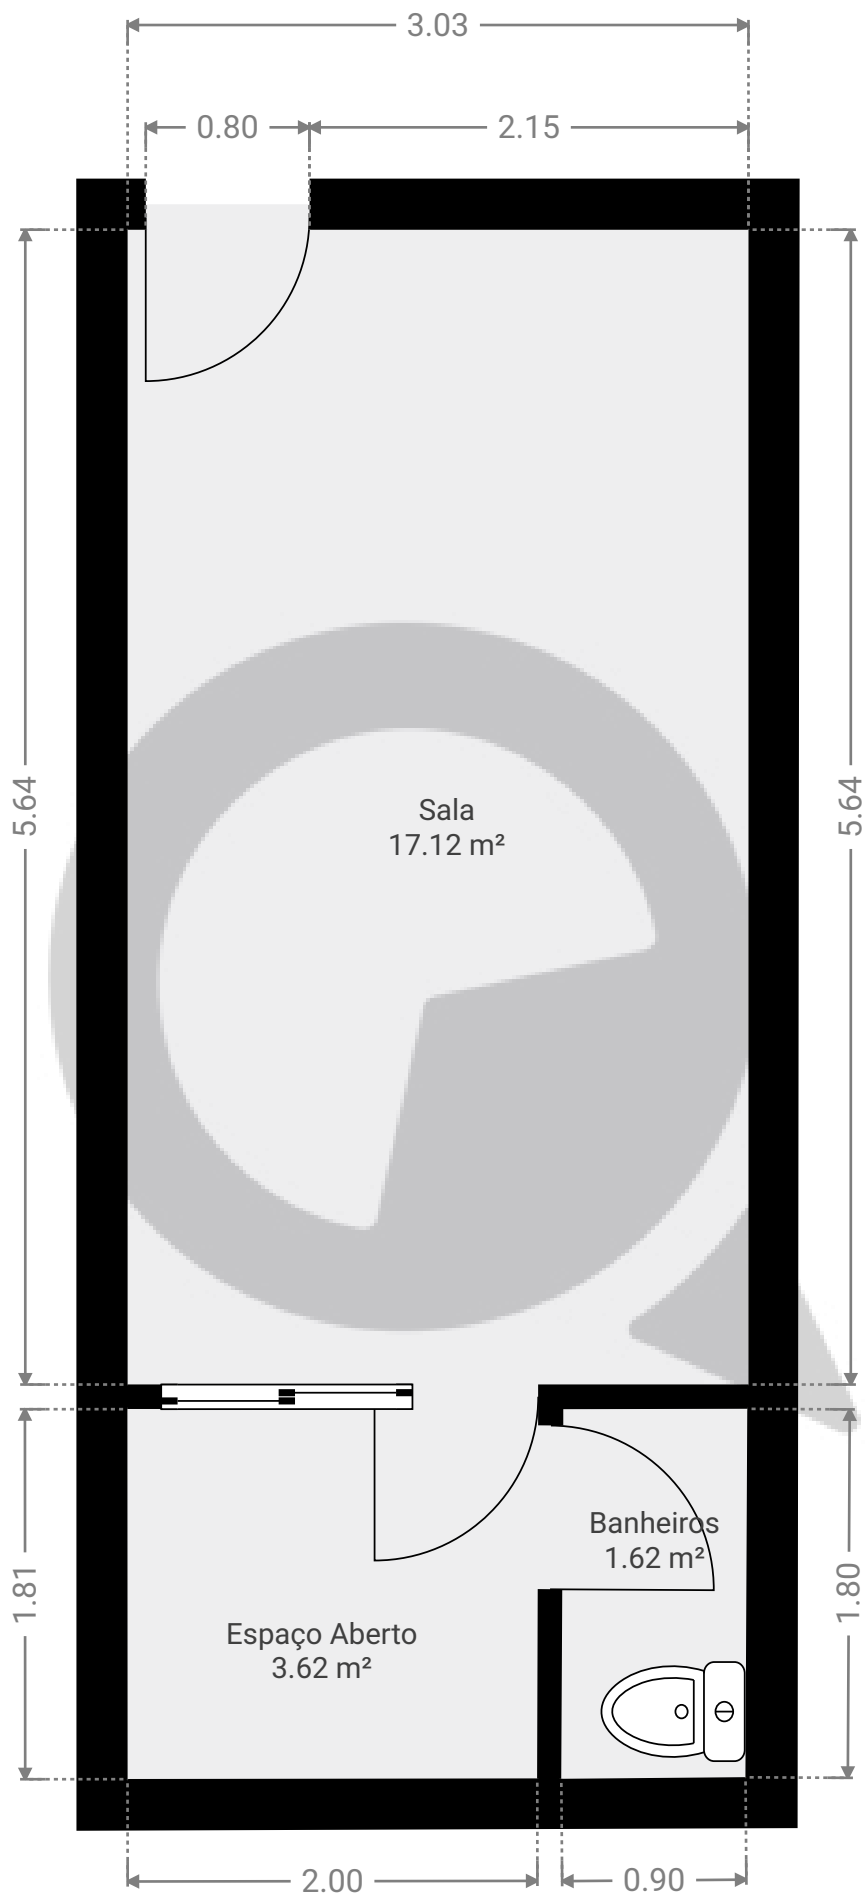 3.03
0.80
2.15
5.64
5.64
Sala
17.12 m²
Banheiros
1.62 m²
1.81
1.80
Espaço Aberto
3.62 m²
2.00
0.90